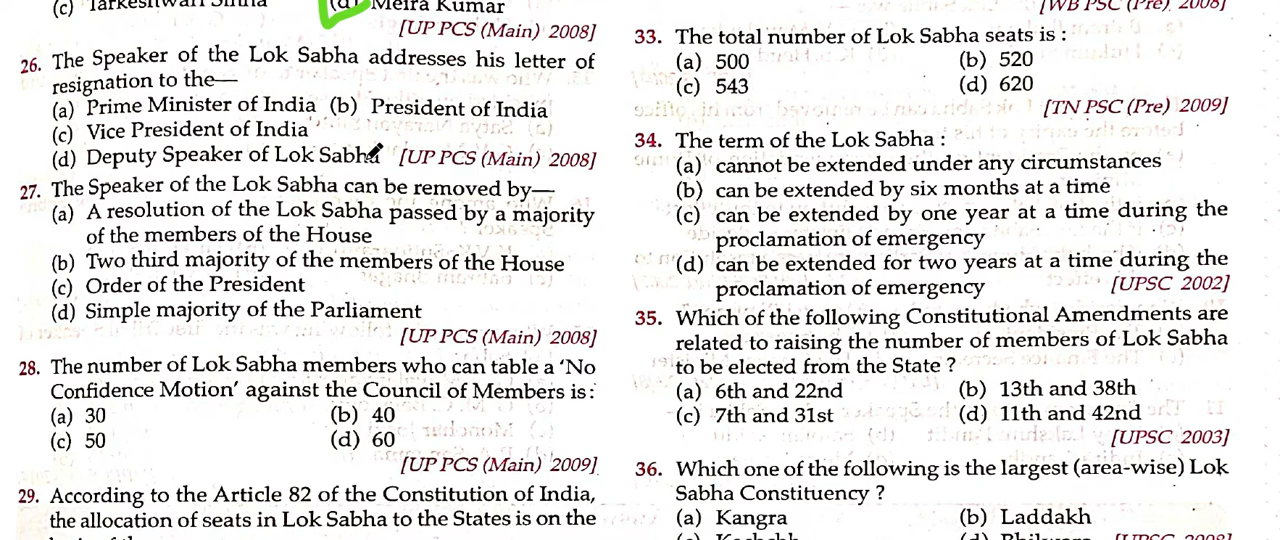 (c) Tarkeshwari Sinha (d) Meira Kumar
[UP PCS (Main) 2008]
26. The Speaker of the Lok Sabha addresses his letter of
resignation to the—
(a) Prime Minister of India (b) President of India
(c) Vice President of India
(d) Deputy Speaker of Lok Sabha [UP PCS (Main) 2008]
27. The Speaker of the Lok Sabha can be removed by—
(a) A resolution of the Lok Sabha passed by a majority
of the members of the House
(b) Two third majority of the members of the House
(c) Order of the President
(d) Simple majority of the Parliament
[UP PCS (Main) 2008]
28. The number of Lok Sabha members who can table a ‘No
Confidence Motion’ against the Council of Members is:
(a) 30 (b) 40
(c) 50 (d) 60
[UP PCS (Main) 2009]
29. According to the Article 82 of the Constitution of India,
the allocation of seats in Lok Sabha to the States is on the
[WB PSC (Pre) 2008]
33. The total number of Lok Sabha seats is :
(a) 500 (b) 520
(c) 543 (d) 620
[TN PSC (Pre) 2009]
34. The term of the Lok Sabha :
(a) cannot be extended under any circumstances
(b) can be extended by six months at a time
(c) can be extended by one year at a time during the
proclamation of emergency
(d) can be extended for two years at a time during the
proclamation of emergency [UPSC 2002]
35. Which of the following Constitutional Amendments are
related to raising the number of members of Lok Sabha
to be elected from the State ?
(a) 6th and 22nd (b) 13th and 38th
(c) 7th and 31st (d) 11th and 42nd
[UPSC 2003]
36. Which one of the following is the largest (area-wise) Lok
Sabha Constituency ?
(a) Kangra (b) Laddakh